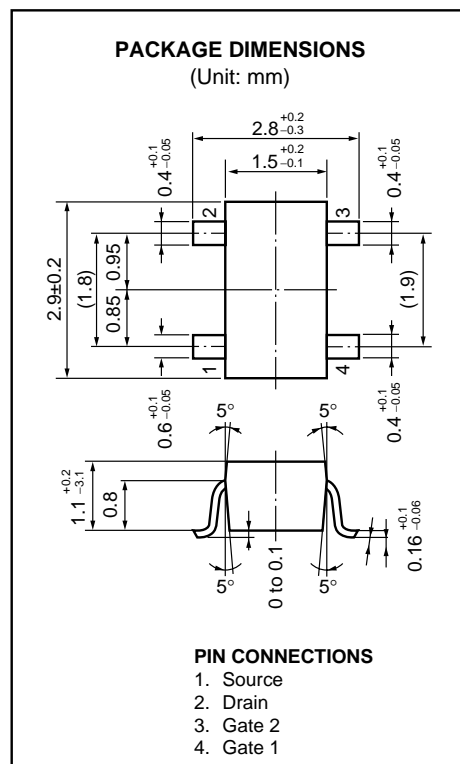 PACKAGE DIMENSIONS
(Unit: mm)
2.8 +0.2 −0.3
1.5 +0.2 −0.1
0.4 +0.1 −0.05
0.4 +0.1 −0.05
2
3
2.9±0.2
(1.8)
0.95
0.85
(1.9)
1
4
0.6 +0.1 −0.05
0.4 +0.1 −0.05
5°
5°
1.1 +0.2 −3.1
0.8
0.16 +0.1 −0.06
5°
0 to 0.1
5°
PIN CONNECTIONS
1. Source
2. Drain
3. Gate 2
4. Gate 1